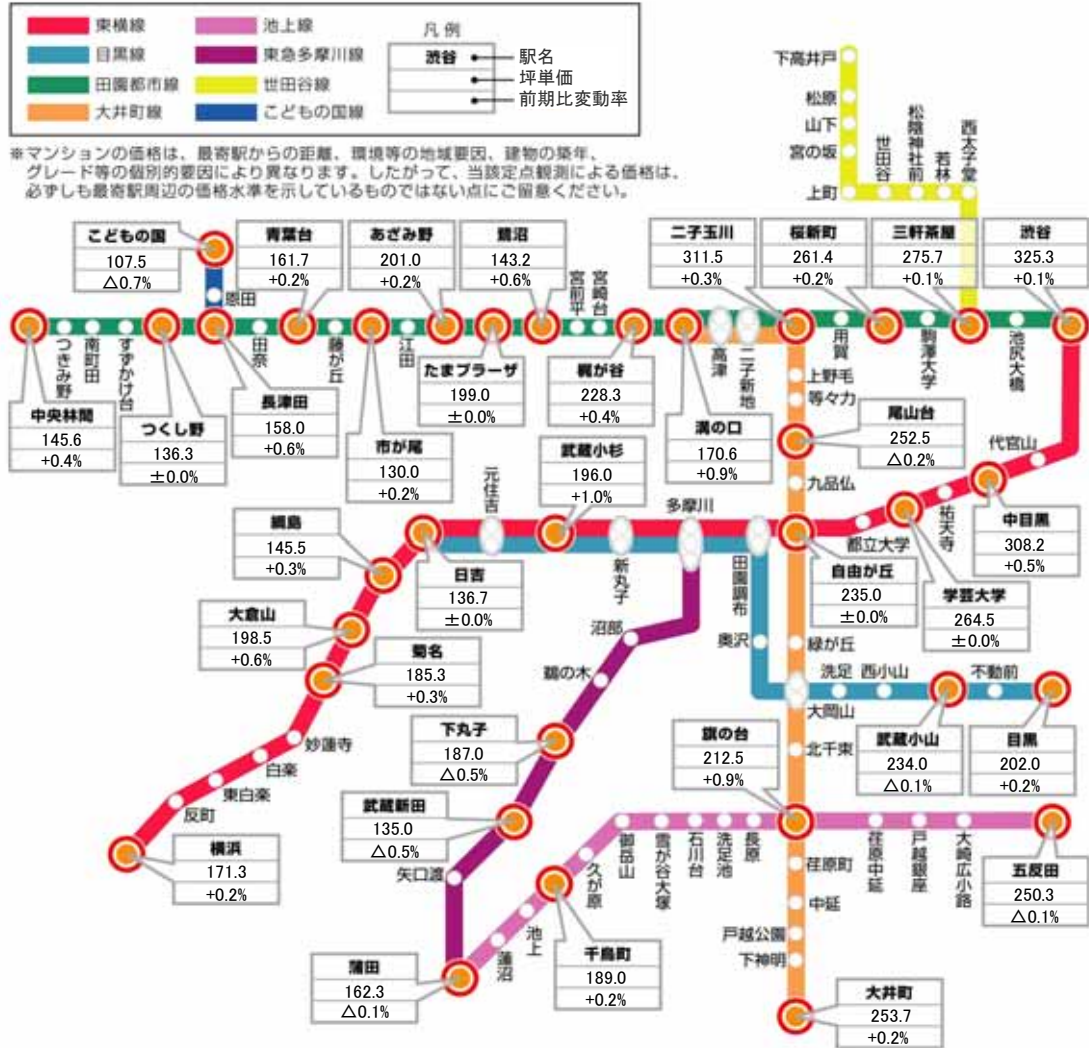 東横線
目黒線
田園都市線
大井町線
池上線
東急多摩川線
世田谷線
こどもの国線
凡例
渋谷
駅名
坪単価
前期比変動率
※マンションの価格は、最寄駅からの距離、環境等の地域要因、建物の築年、
グレード等の個別的要因により異なります。したがって、当該定点観測による価格は、
必ずしも最寄駅周辺の価格水準を示しているものではない点にご留意ください。
下高井戸
松原
山下
宮の坂
上町
世田谷
松陰神社前
若林
西太子堂
こどもの国
107.5
△0.7%
恩田
青葉台
161.7
+0.2%
あざみ野
201.0
+0.2%
鷺沼
143.2
+0.6%
宮前平
宮崎台
二子玉川
311.5
+0.3%
桜新町
261.4
+0.2%
三軒茶屋
275.7
+0.1%
渋谷
325.3
+0.1%
つきみ野
南町田
すずかけ台
田奈
藤が丘
江田
高津
二子新地
用賀
駒澤大学
池尻大橋
中央林間
145.6
+0.4%
つくし野
136.3
±0.0%
長津田
158.0
+0.6%
市が尾
130.0
+0.2%
たまプラーザ
199.0
±0.0%
梶が谷
228.3
+0.4%
溝の口
170.6
+0.9%
上野毛
等々力
尾山台
252.5
△0.2%
九品仏
代官山
中目黒
308.2
+0.5%
祐天寺
学芸大学
264.5
±0.0%
都立大学
自由が丘
235.0
±0.0%
武蔵小杉
196.0
+1.0%
元住吉
新丸子
多摩川
田園調布
綱島
145.5
+0.3%
日吉
136.7
±0.0%
大倉山
198.5
+0.6%
菊名
185.3
+0.3%
沼部
鵜の木
奥沢
緑が丘
洗足
西小山
不動前
大岡山
武蔵小山
234.0
△0.1%
目黒
202.0
+0.2%
妙蓮寺
白楽
東白楽
反町
横浜
171.3
+0.2%
下丸子
187.0
△0.5%
武蔵新田
135.0
△0.5%
矢口渡
蒲田
162.3
△0.1%
旗の台
212.5
+0.9%
北千束
蓮沼
池上
千鳥町
189.0
+0.2%
久が原
御岳山
雪が谷大塚
石川台
洗足池
長原
荏原中延
戸越銀座
大崎広小路
五反田
250.3
△0.1%
荏原町
中延
戸越公園
下神明
大井町
253.7
+0.2%